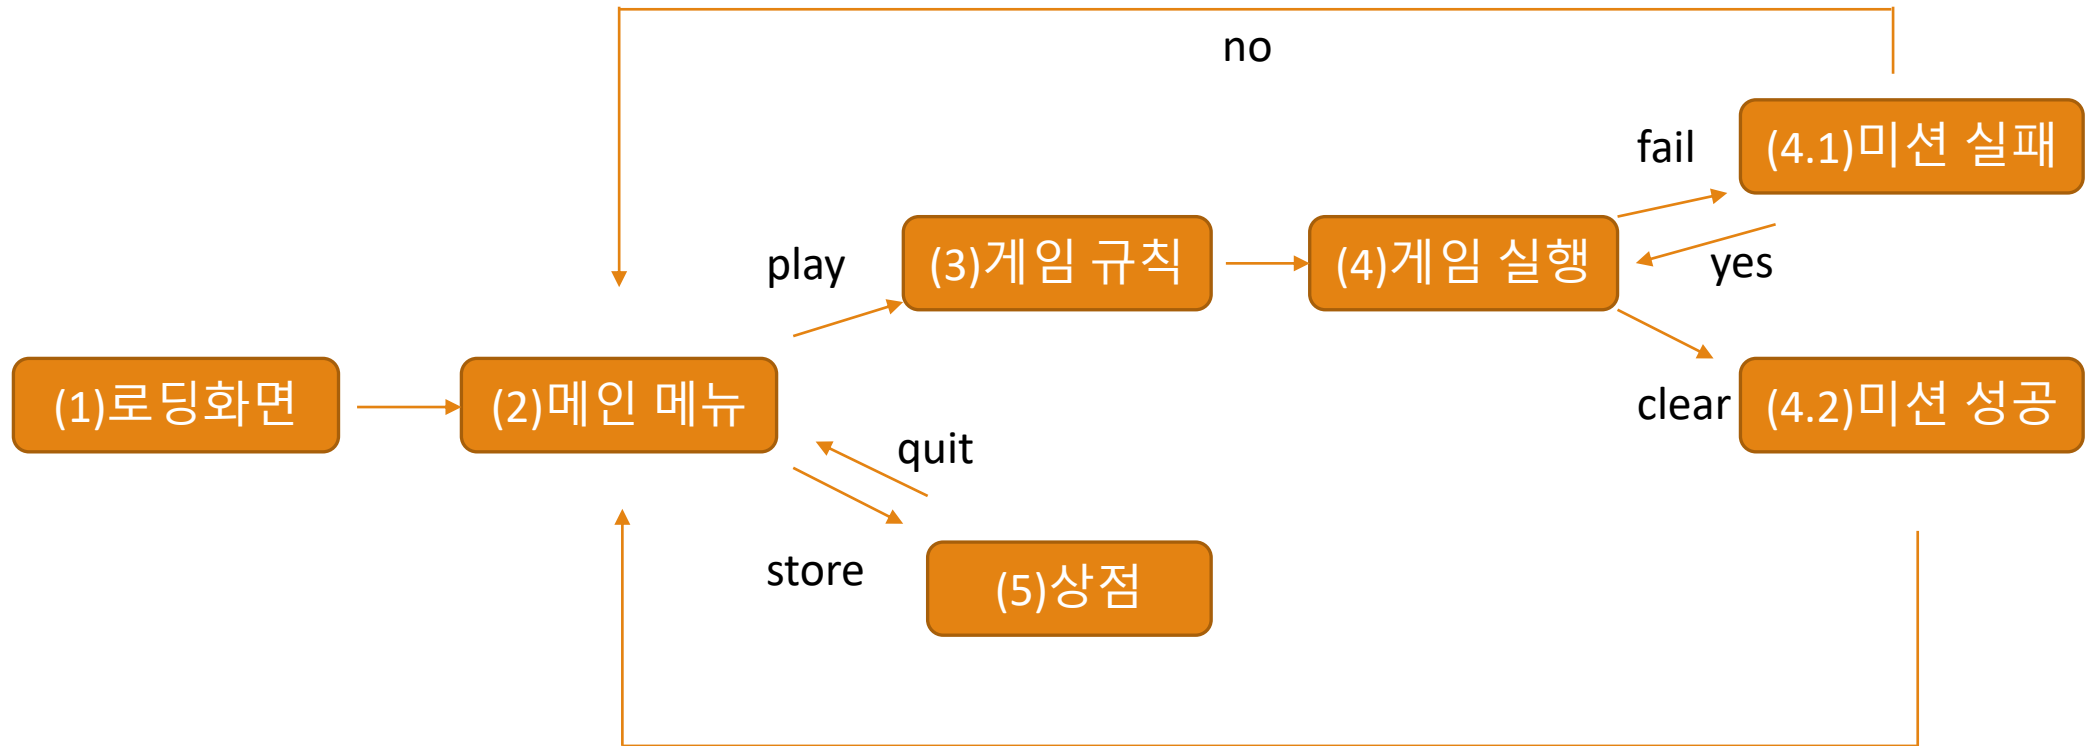 no
(4.1)미션 실패
fail
play
(3)게임 규칙
(4)게임 실행
yes
(1)로딩화면
(2)메인 메뉴
clear
(4.2)미션 성공
quit
store
(5)상점